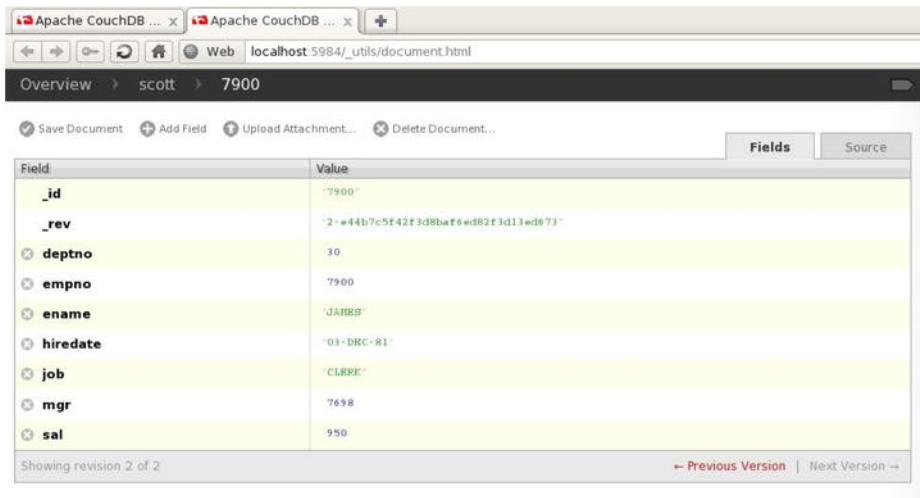 Apache CouchDB ... x Apache CouchDB ... x
Web localhost:5984/_utils/document.html
Overview scott 7900
Save Document Add Field Upload Attachment... Delete Document...
Fields Source
Field Value
_id "7900"
_rev "2-e44b7c5f42f3d8baf6ed82f3d13ed673"
deptno 30
empno 7900
ename "JAMES"
hiredate "03-DEC-81"
job "CLERK"
mgr 7698
sal 950
Showing revision 2 of 2 ← Previous Version | Next Version →